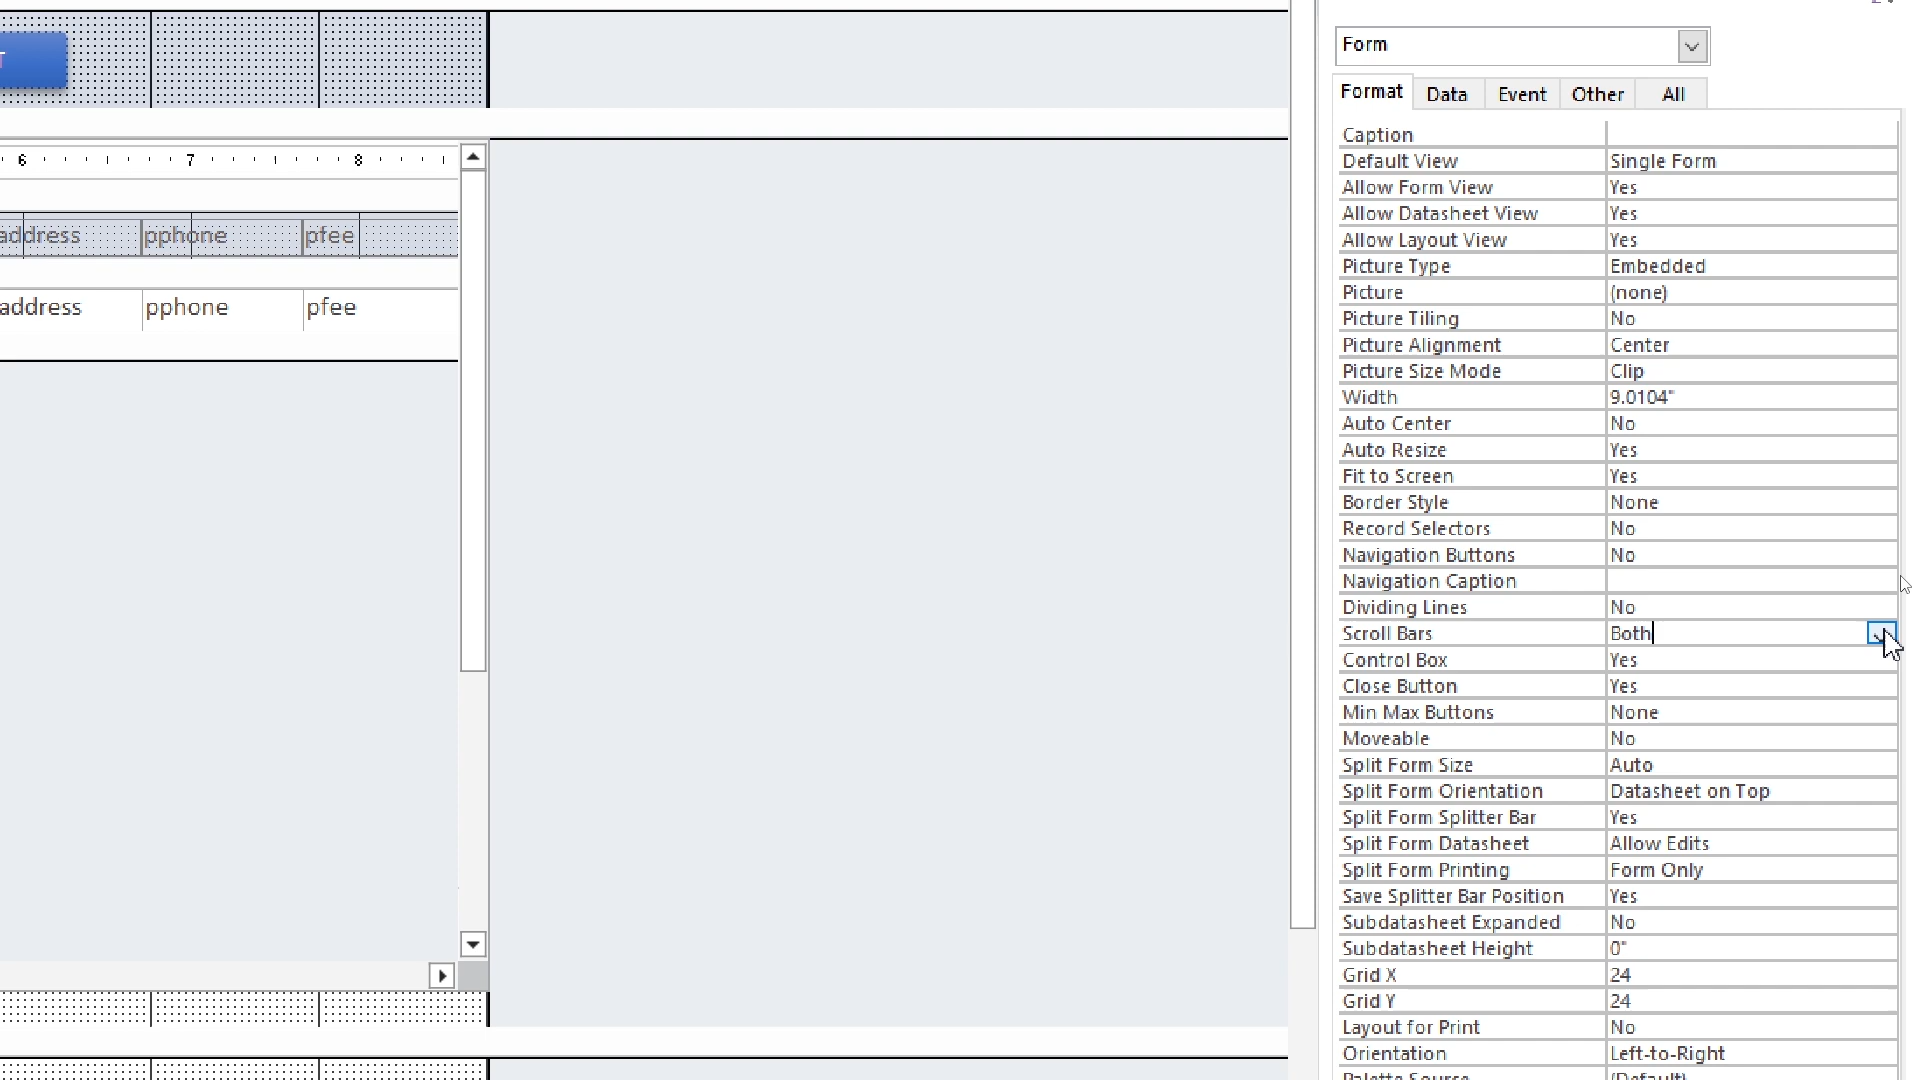 T
6 7 8
address pphone pfee
address pphone pfee
Form
Format Data Event Other All
Caption
Default View Single Form
Allow Form View Yes
Allow Datasheet View Yes
Allow Layout View Yes
Picture Type Embedded
Picture (none)
Picture Tiling No
Picture Alignment Center
Picture Size Mode Clip
Width 9.0104"
Auto Center No
Auto Resize Yes
Fit to Screen Yes
Border Style None
Record Selectors No
Navigation Buttons No
Navigation Caption
Dividing Lines No
Scroll Bars Both
Control Box Yes
Close Button Yes
Min Max Buttons None
Moveable No
Split Form Size Auto
Split Form Orientation Datasheet on Top
Split Form Splitter Bar Yes
Split Form Datasheet Allow Edits
Split Form Printing Form Only
Save Splitter Bar Position Yes
Subdatasheet Expanded No
Subdatasheet Height 0"
Grid X 24
Grid Y 24
Layout for Print No
Orientation Left-to-Right
Palette Source (Default)